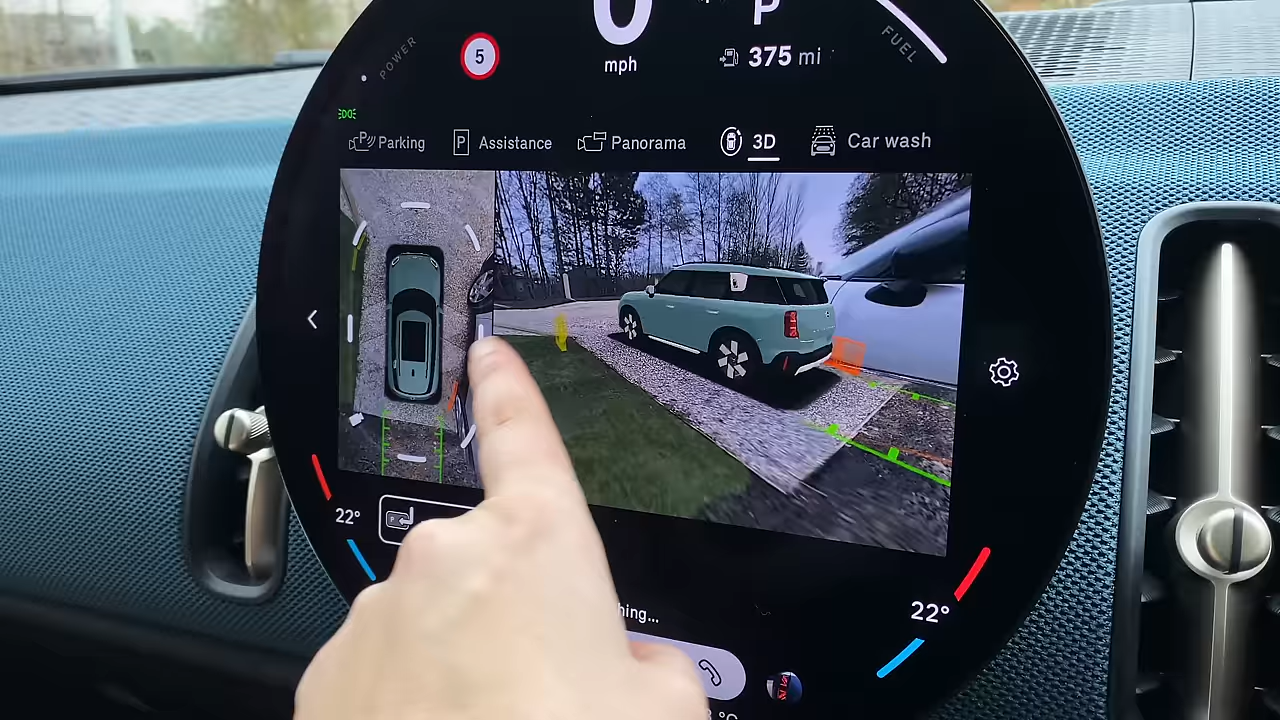 0 P
mph
375 mi
POWER
5
FUEL
Parking
Assistance
Panorama
3D
Car wash
22°
22°
hing...
°C